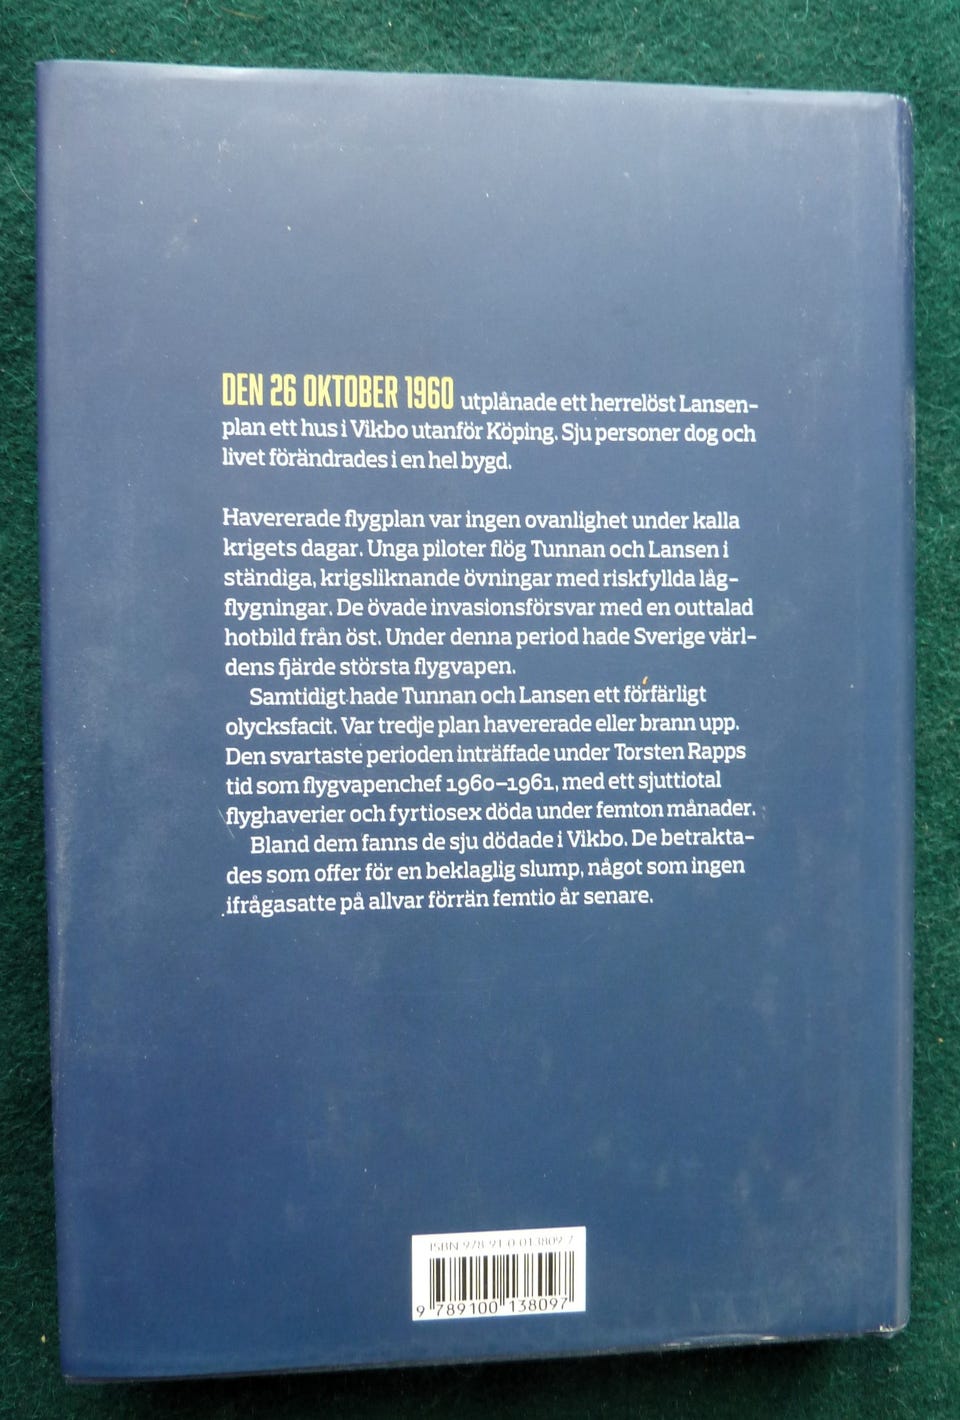 DEN 26 OKTOBER 1960 utplånade ett herrelöst Lansen-
plan ett hus i Vikbo utanför Köping. Sju personer dog och
livet förändrades i en hel bygd.
Havererade flygplan var ingen ovanlighet under kalla
krigets dagar. Unga piloter flög Tunnan och Lansen i
ständiga, krigsliknande övningar med riskfyllda låg-
flygningar. De övade invasionsförsvar med en outtalad
hotbild från öst. Under denna period hade Sverige värl-
dens fjärde största flygvapen.
Samtidigt hade Tunnan och Lansen ett förfärligt
olycksfacit. Var tredje plan havererade eller brann upp.
Den svartaste perioden inträffade under Torsten Rapps
tid som flygvapenchef 1960–1961, med ett sjuttiotal
flyghaverier och fyrtiosex döda under femton månader.
Bland dem fanns de sju dödade i Vikbo. De betrakta-
des som offer för en beklaglig slump, något som ingen
ifrågasatte på allvar förrän femtio år senare.
ISBN 978-91-0-013809-7
9 789100 138097